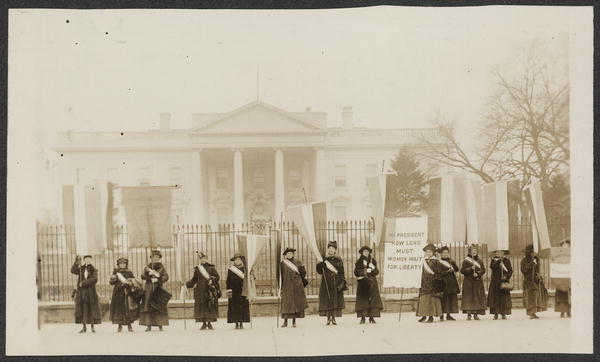 MR. PRESIDENT
HOW LONG
MUST
WOMEN WAIT
FOR LIBERTY